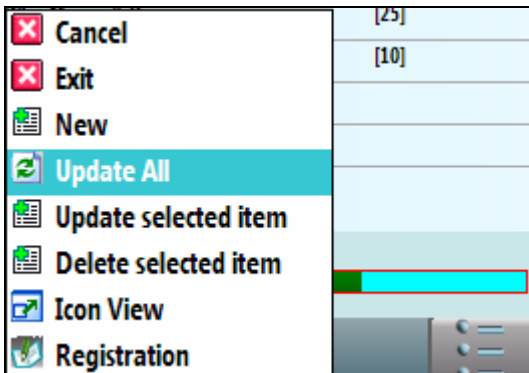 Cancel
[25]
Exit
[10]
New
Update All
Update selected item
Delete selected item
Icon View
Registration